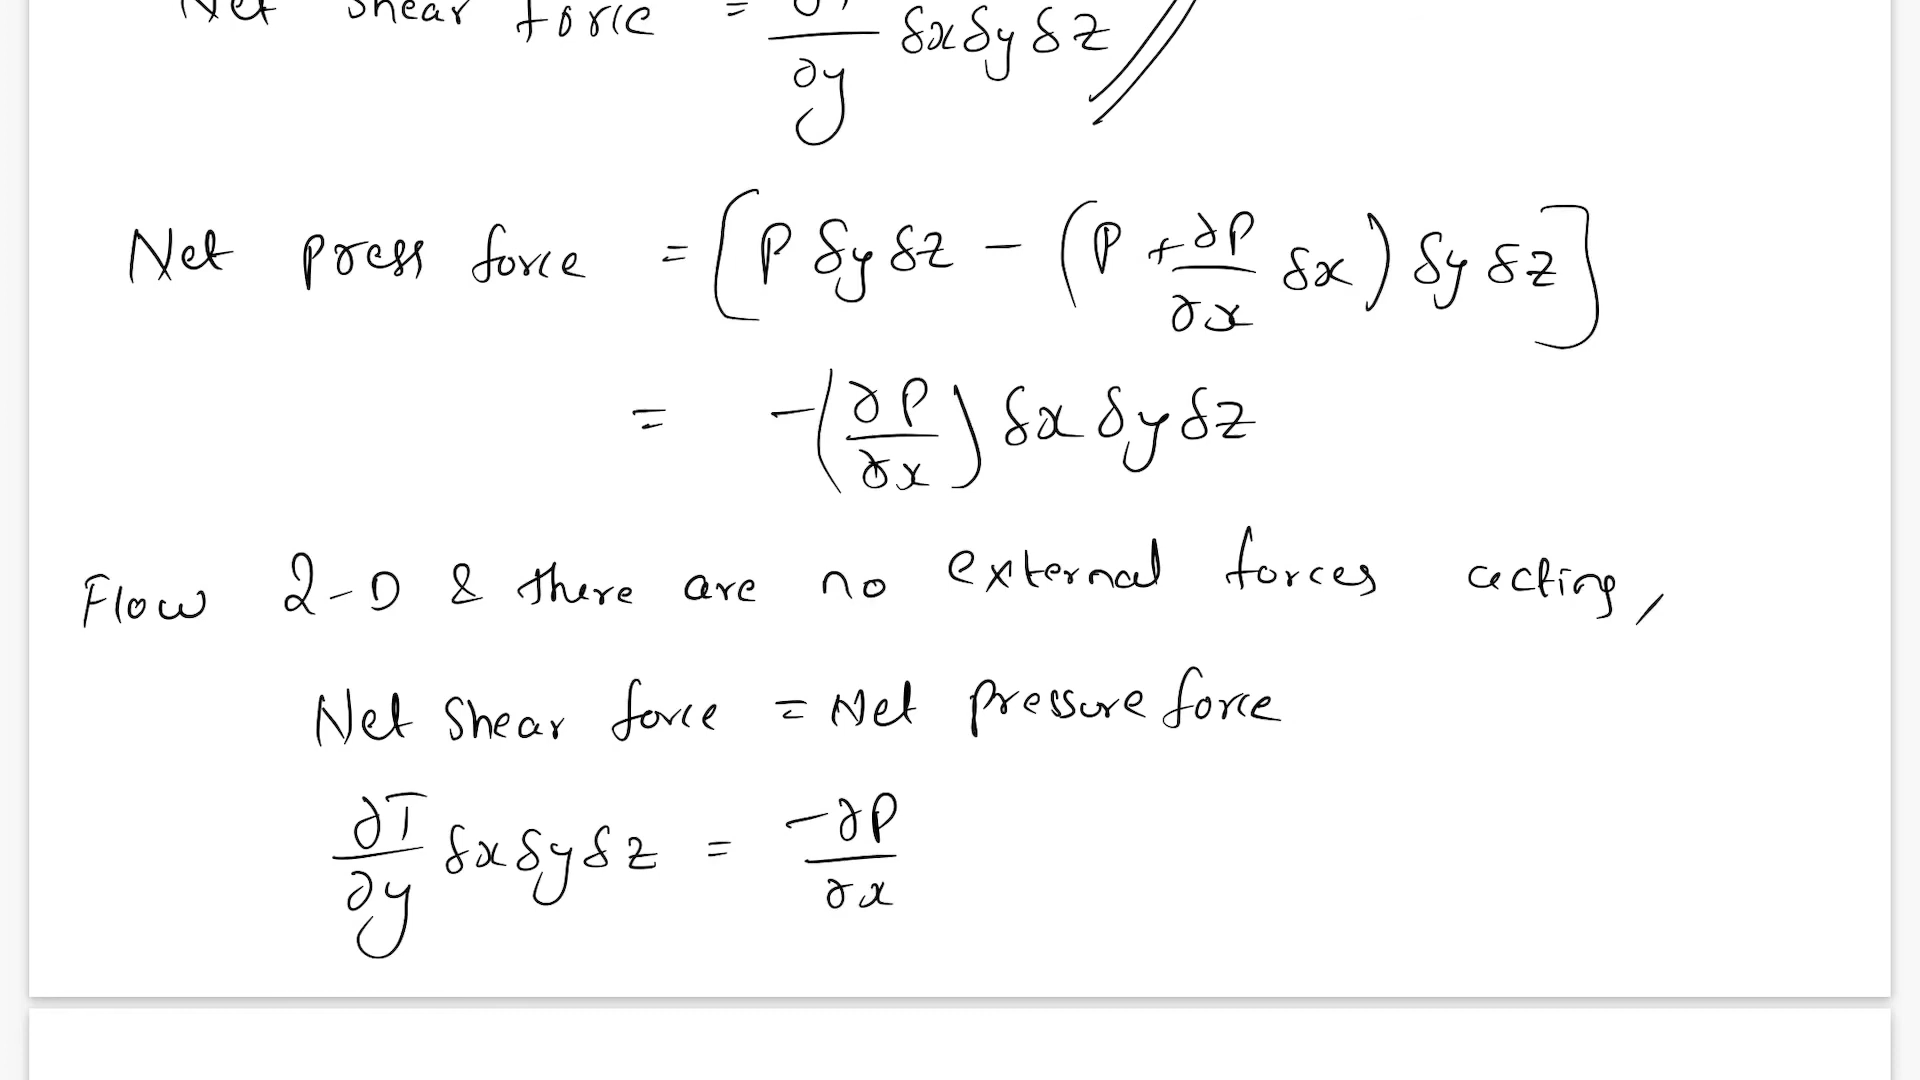 Net shear force = ∂T/∂y δx δy δz //
Net press force = [P δy δz - (P + ∂P/∂x δx) δy δz]
= -(∂P/∂x) δx δy δz
Flow 2-D & there are no external forces acting,
Net shear force = Net pressure force
∂T/∂y δx δy δz = -∂P/∂x